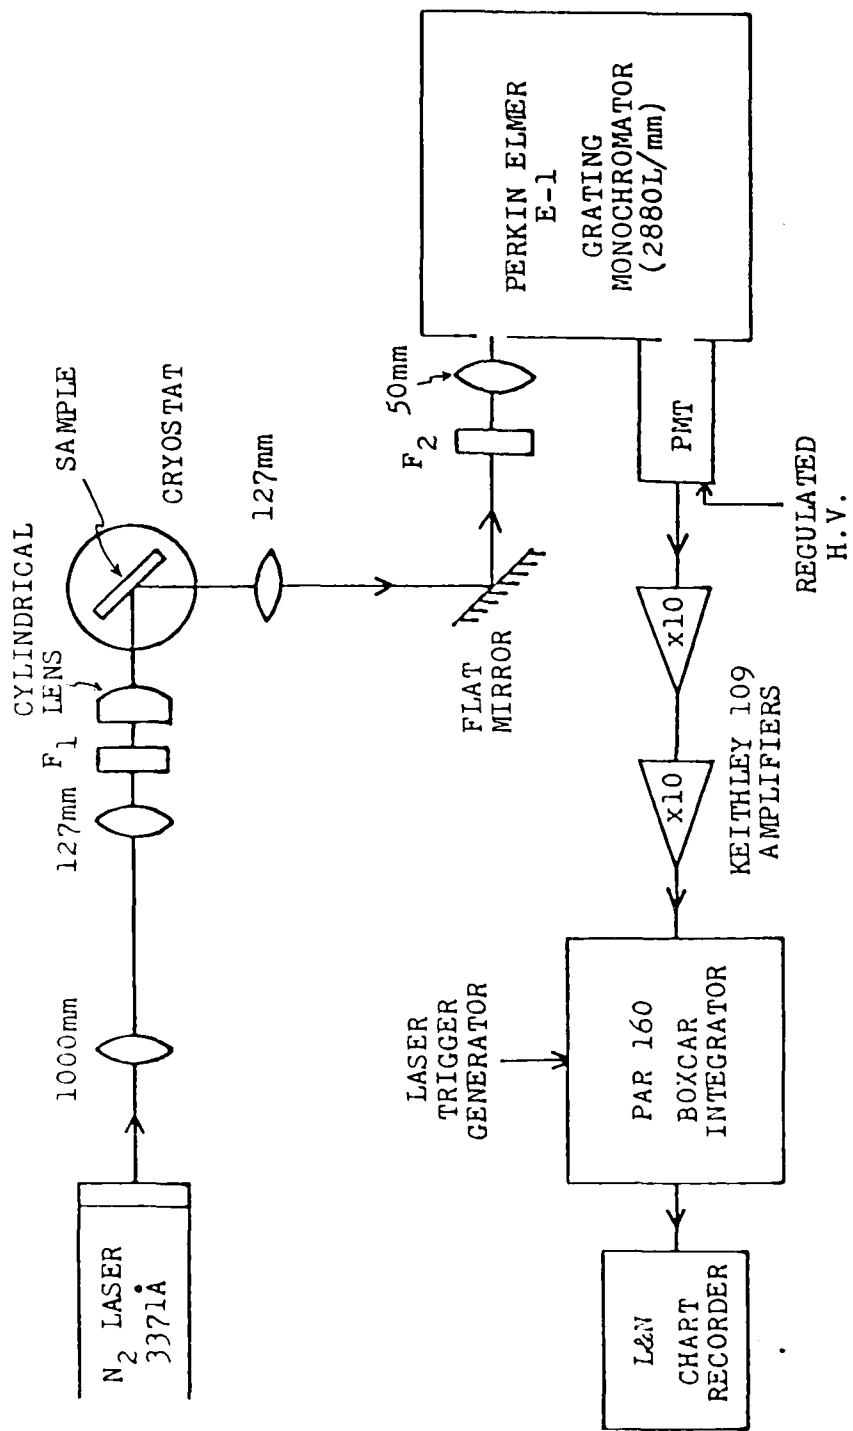 N2 LASER
3371Å
1000mm
127mm
F1
CYLINDRICAL
LENS
SAMPLE
CRYOSTAT
127mm
FLAT
MIRROR
F2
50mm
PERKIN ELMER
E-1
GRATING
MONOCHROMATOR
(2880L/mm)
PMT
REGULATED
H.V.
x10
x10
KEITHLEY 109
AMPLIFIERS
LASER
TRIGGER
GENERATOR
PAR 160
BOXCAR
INTEGRATOR
L&N
CHART
RECORDER